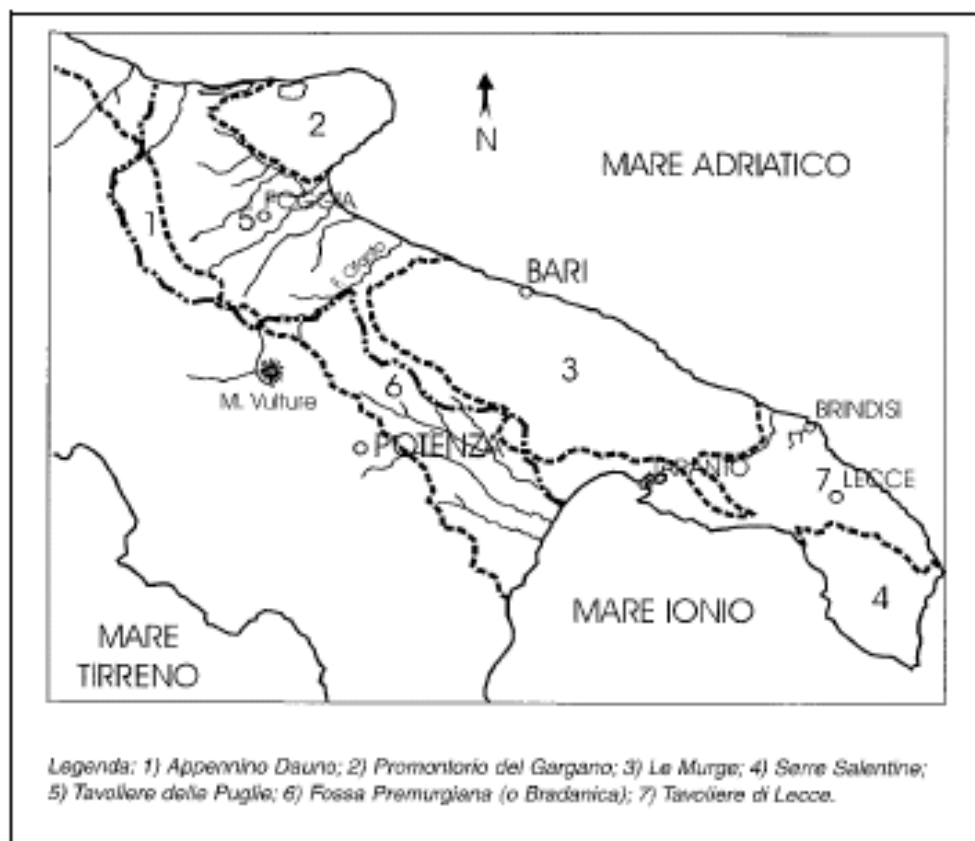 2
N
MARE ADRIATICO
1
5
FOGGIA
F. Ofanto
BARI
3
6
M. Vulture
BRINDISI
POTENZA
TARANTO
7
LECCE
4
MARE IONIO
MARE
TIRRENO
Legenda: 1) Appennino Dauno; 2) Promontorio del Gargano; 3) Le Murge; 4) Serre Salentine;
5) Tavoliere delle Puglie; 6) Fossa Premurgiana (o Bradanica); 7) Tavoliere di Lecce.